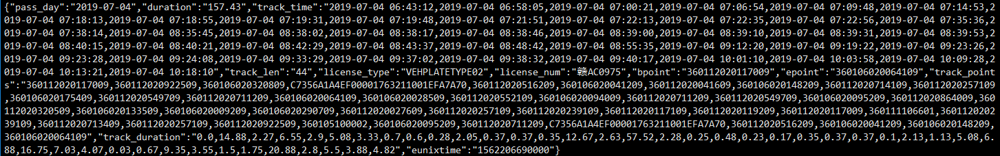 {"pass_day":"2019-07-04","duration":"157.43","track_time":"2019-07-04 06:43:12,2019-07-04 06:58:05,2019-07-04 07:00:21,2019-07-04 07:06:54,2019-07-04 07:09:48,2019-07-04 07:14:53,2
019-07-04 07:18:13,2019-07-04 07:18:55,2019-07-04 07:19:31,2019-07-04 07:19:48,2019-07-04 07:21:51,2019-07-04 07:22:13,2019-07-04 07:22:35,2019-07-04 07:22:56,2019-07-04 07:35:36,2
019-07-04 07:38:14,2019-07-04 08:35:45,2019-07-04 08:38:02,2019-07-04 08:38:17,2019-07-04 08:38:46,2019-07-04 08:39:00,2019-07-04 08:39:10,2019-07-04 08:39:31,2019-07-04 08:39:53,2
019-07-04 08:40:15,2019-07-04 08:40:21,2019-07-04 08:42:29,2019-07-04 08:43:37,2019-07-04 08:48:42,2019-07-04 08:55:35,2019-07-04 09:12:20,2019-07-04 09:19:22,2019-07-04 09:23:26,2
019-07-04 09:23:28,2019-07-04 09:24:08,2019-07-04 09:33:29,2019-07-04 09:37:02,2019-07-04 09:38:32,2019-07-04 09:40:17,2019-07-04 10:01:10,2019-07-04 10:03:58,2019-07-04 10:09:28,2
019-07-04 10:13:21,2019-07-04 10:18:10","track_len":"44","license_type":"VEHPLATETYPE02","license_num":"赣AC0975","bpoint":"360112020117009","epoint":"360106020064109","track_point
s":"360112020117009,360112020922509,360106020320809,C7356A1A4EF00001763211001EFA7A70,360112020516209,360106020041209,360112020041609,360106020148209,360112020714109,360112020257109
,360106020175409,360112020549709,360112020711209,360106020064109,360106020028509,360112020552109,360106020094009,360112020711209,360112020549709,360106020095209,360112020864009,360
112020320509,360106020133509,360106020009209,360106020290709,360112020027609,360112020257109,360112020239109,360112020117109,360112020119209,360112020117009,360111106601,3601120202
39109,360112020713409,360112020257109,360112020922509,360105100002,360106020095209,360112020711209,C7356A1A4EF00001763211001EFA7A70,360112020516209,360106020041209,360106020148209,
360106020064109","track_duration":"0.0,14.88,2.27,6.55,2.9,5.08,3.33,0.7,0.6,0.28,2.05,0.37,0.37,0.35,12.67,2.63,57.52,2.28,0.25,0.48,0.23,0.17,0.35,0.37,0.37,0.1,2.13,1.13,5.08,6.
88,16.75,7.03,4.07,0.03,0.67,9.35,3.55,1.5,1.75,20.88,2.8,5.5,3.88,4.82","eunixtime":"1562206690000"}